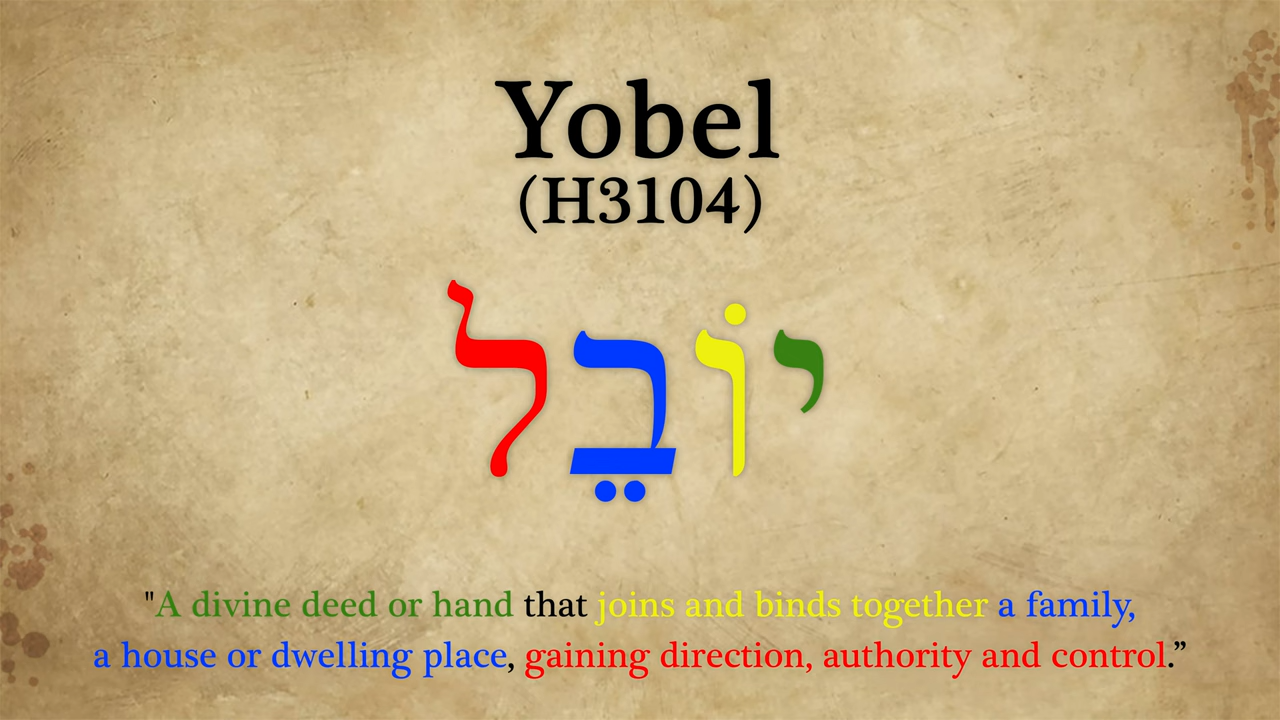 Yobel
(H3104)
יוֹבֵל
"A divine deed or hand that joins and binds together a family,
a house or dwelling place, gaining direction, authority and control.”